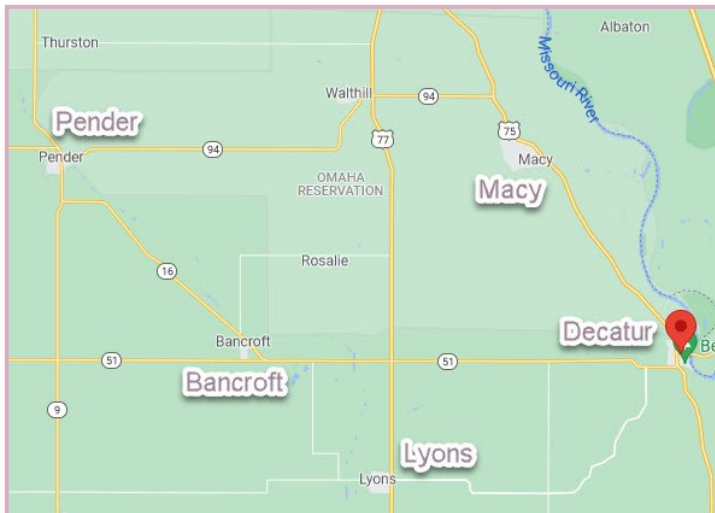 Thurston
Albaton
Missouri River
Walthill
94
Pender
77
75
94
Pender
Macy
OMAHA
RESERVATION
Macy
Rosalie
16
Decatur
Be
Bancroft
51
51
Bancroft
9
Lyons
Lyons